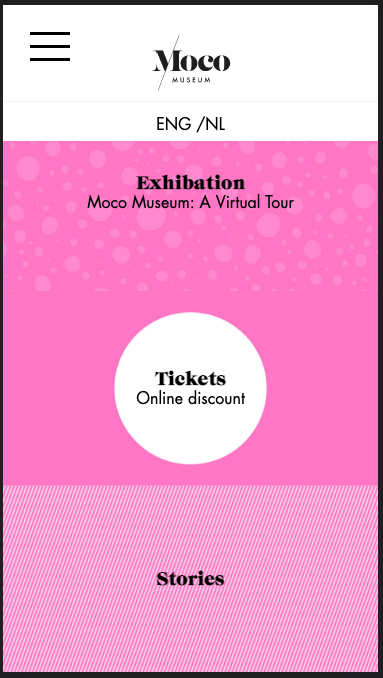 Moco
MUSEUM
ENG /NL
Exhibation
Moco Museum: A Virtual Tour
Tickets
Online discount
Stories